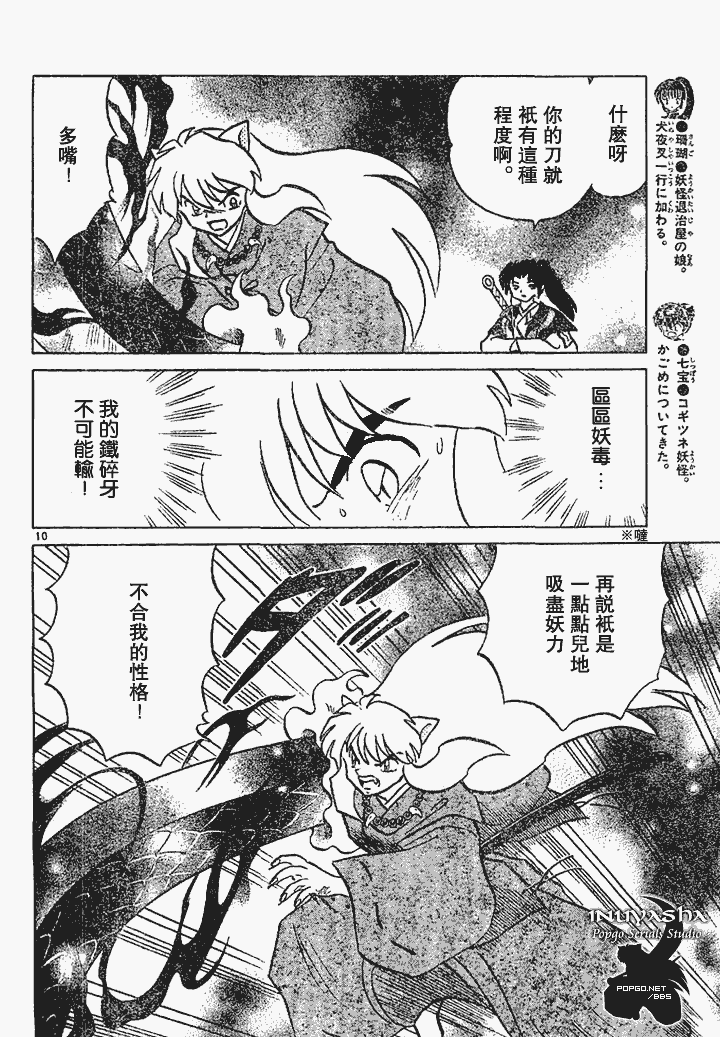 什麼呀
你的刀就
衹有這種
程度啊。
多嘴！
珊瑚 妖怪退治屋の娘。
犬夜叉一行に加わる。
七宝 コギツネ妖怪。
かごめについてきた。
區區妖毒…
我的鐵碎牙
不可能輸！
10
※噠
再說衹是
一點點兒地
吸盡妖力
不合我的性格！
INUYASHA
Popgo Serials Studio
POPGO.NET
/BBS